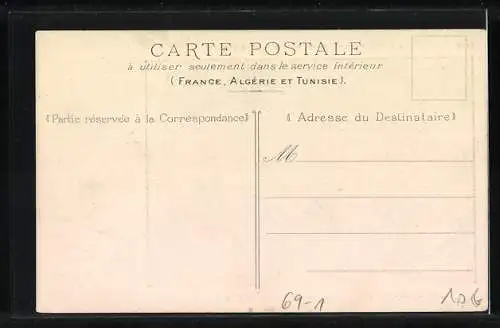 CARTE POSTALE
à utiliser seulement dans le service intérieur
(FRANCE, ALGÉRIE ET TUNISIE).
(Partie réservée à la Correspondance)
( Adresse du Destinataire)
M
69-1